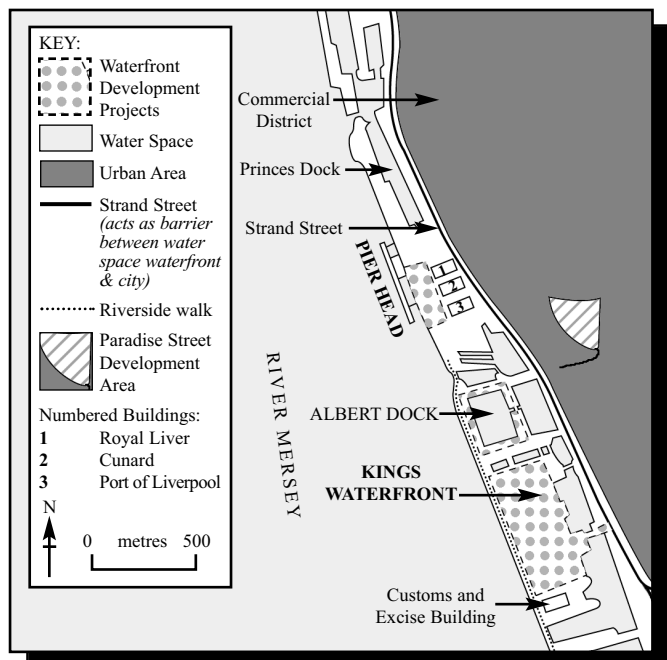 KEY:
Waterfront
Development
Projects
Water Space
Urban Area
Strand Street
(acts as barrier
between water
space waterfront
& city)
Riverside walk
Paradise Street
Development
Area
Numbered Buildings:
1 Royal Liver
2 Cunard
3 Port of Liverpool
N
0 metres 500
Commercial
District
Princes Dock
Strand Street
PIER HEAD
1
2
3
RIVER MERSEY
ALBERT DOCK
KINGS
WATERFRONT
Customs and
Excise Building